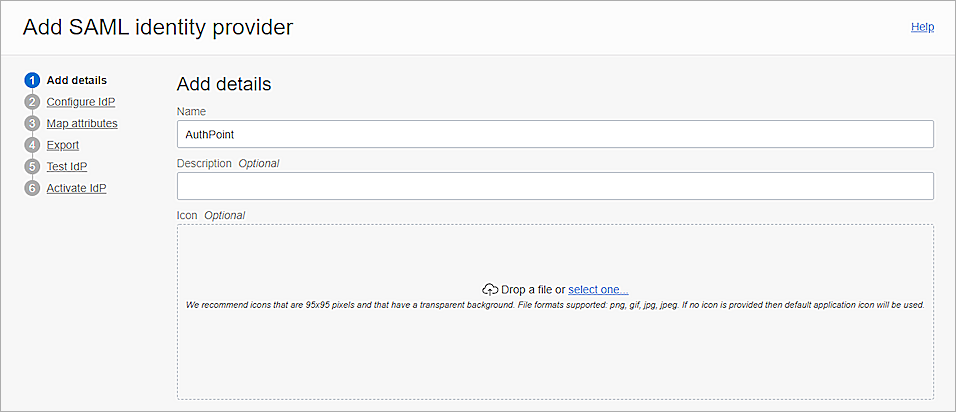 Add SAML identity provider
Help
1 Add details
2 Configure IdP
3 Map attributes
4 Export
5 Test IdP
6 Activate IdP
Add details
Name
AuthPoint
Description Optional
Icon Optional
Drop a file or select one...
We recommend icons that are 95x95 pixels and that have a transparent background. File formats supported: png, gif, jpg, jpeg. If no icon is provided then default application icon will be used.